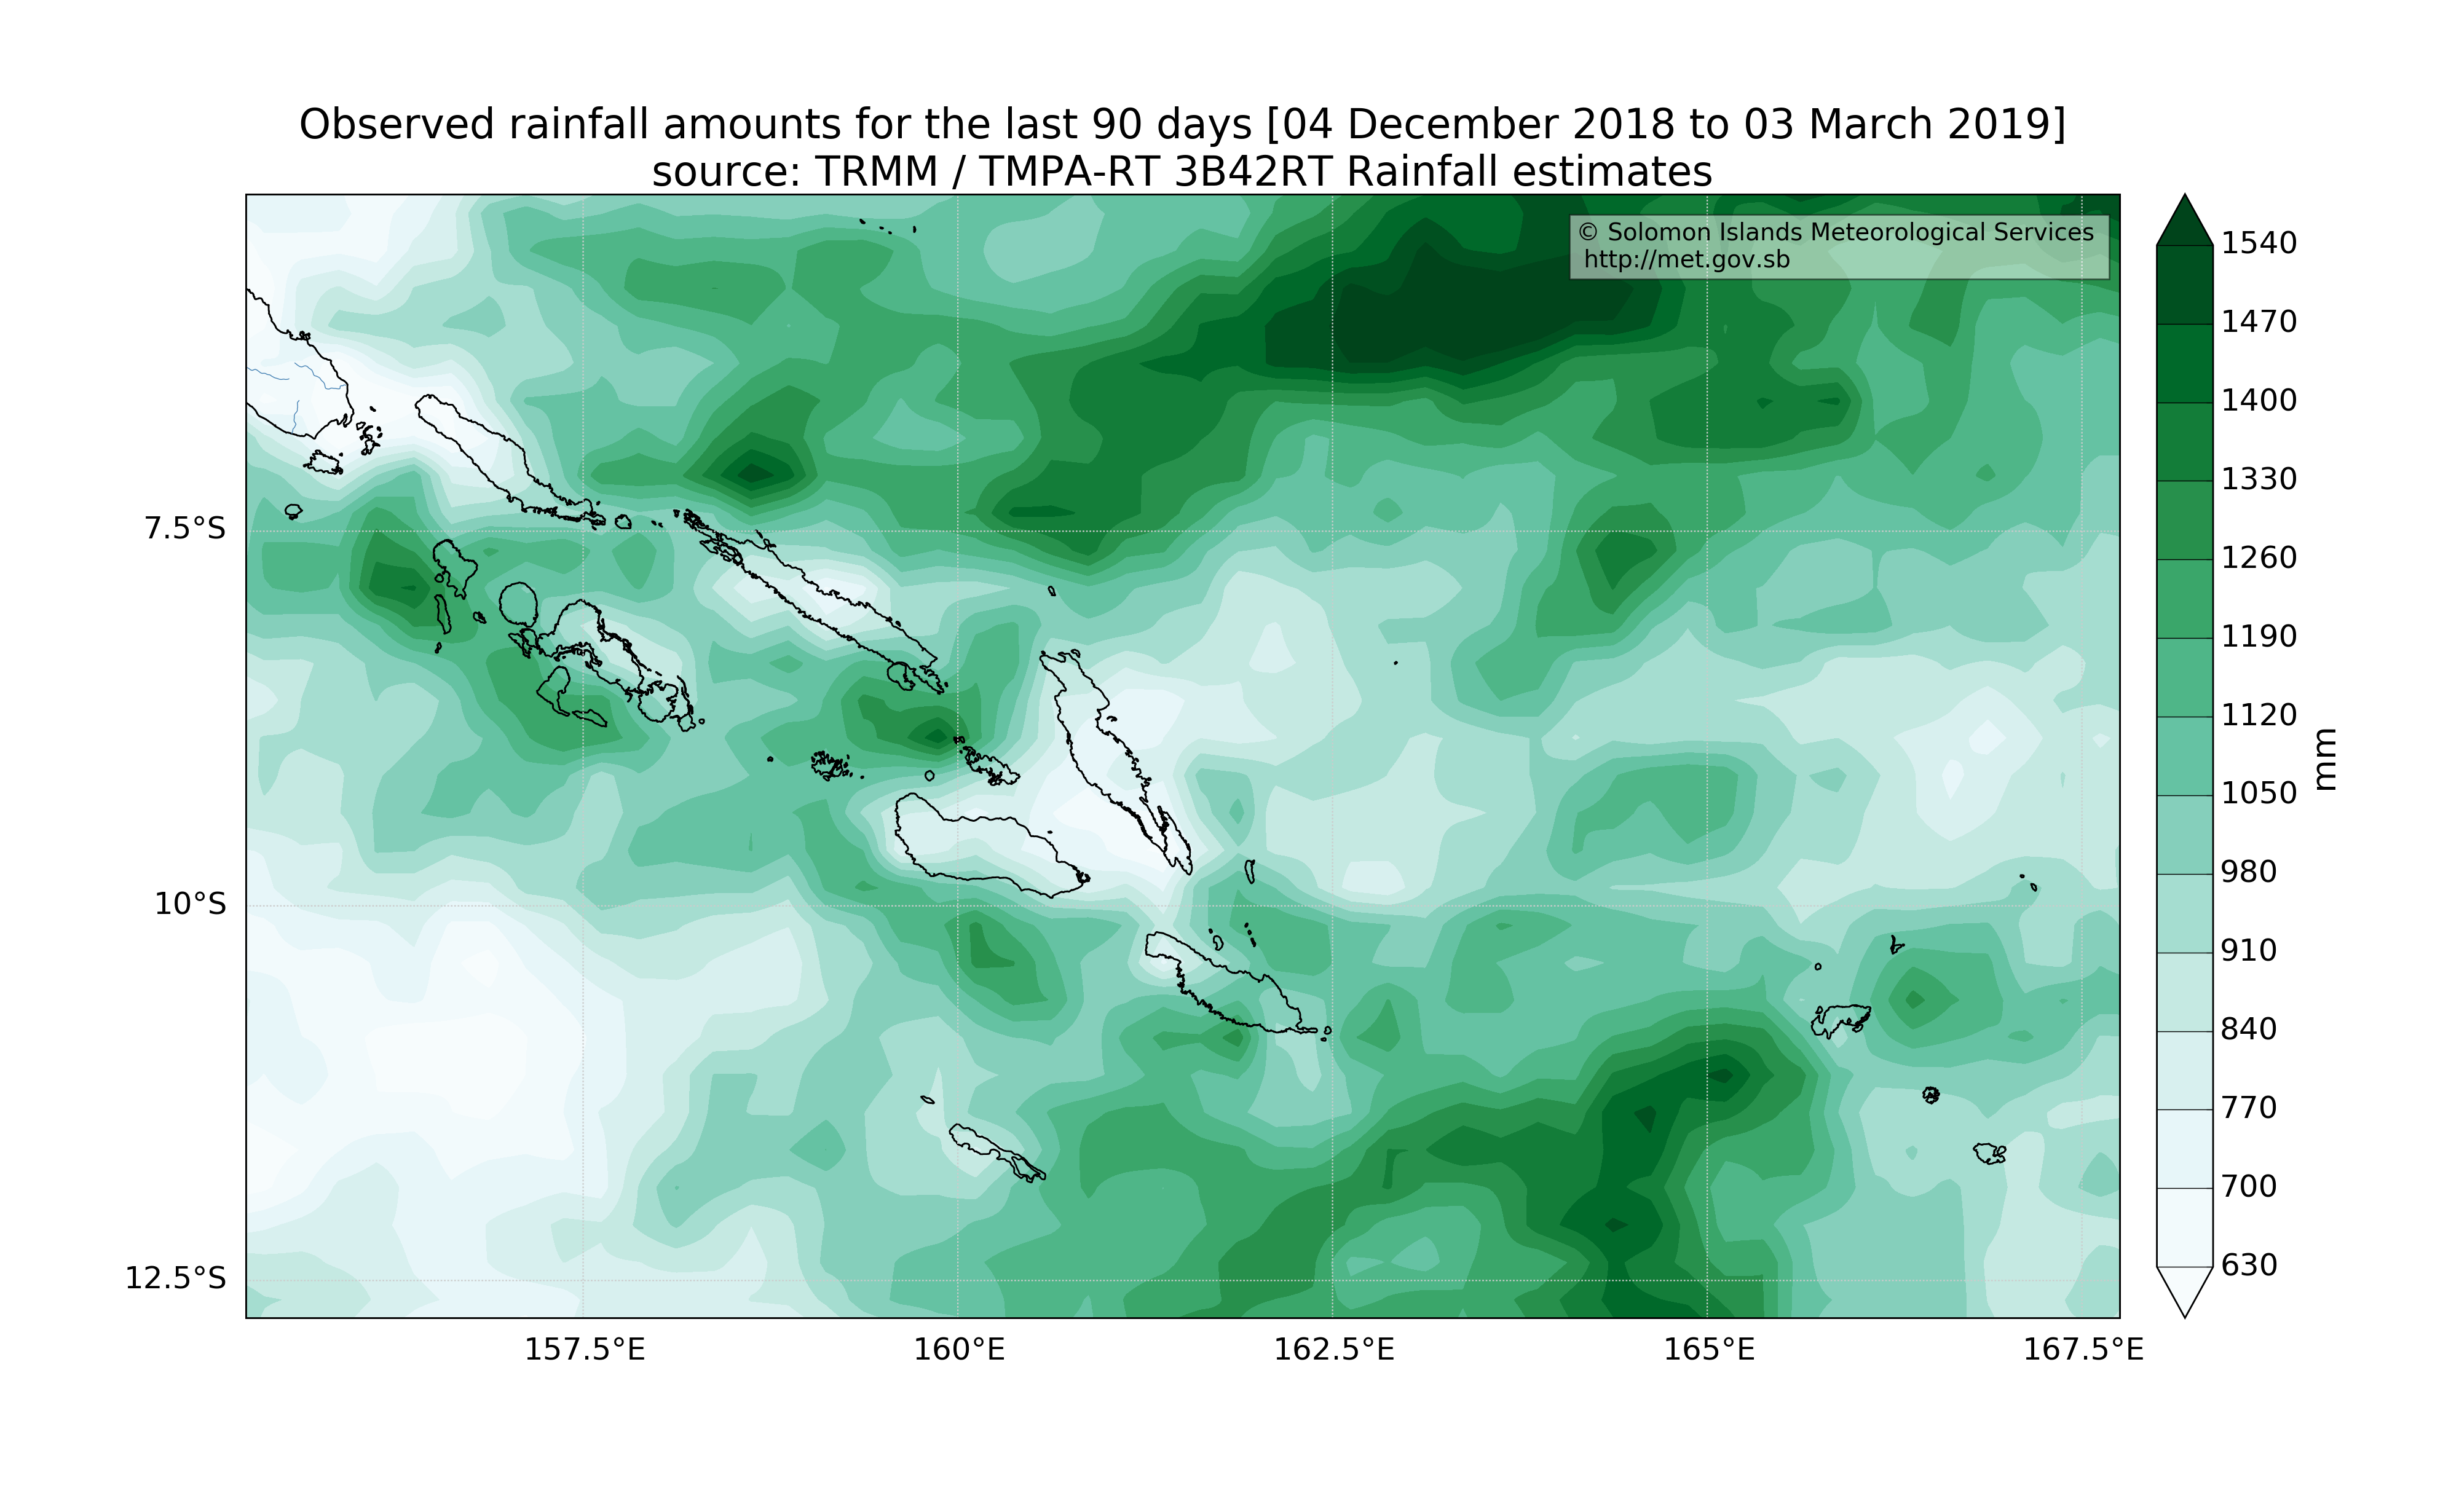 Observed rainfall amounts for the last 90 days [04 December 2018 to 03 March 2019]
source: TRMM / TMPA-RT 3B42RT Rainfall estimates
© Solomon Islands Meteorological Services
http://met.gov.sb
7.5°S
10°S
12.5°S
157.5°E
160°E
162.5°E
165°E
167.5°E
1540
1470
1400
1330
1260
1190
1120
1050
980
910
840
770
700
630
mm